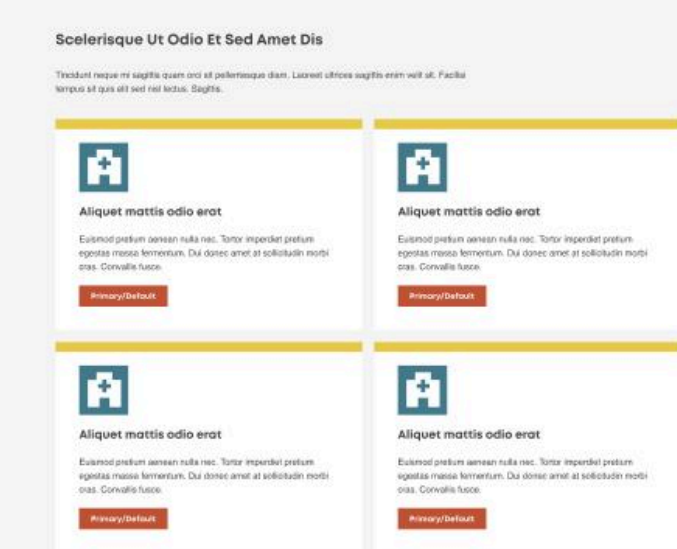 Scelerisque Ut Odio Et Sed Amet Dis
Tincidunt neque mi sagittis quam orci sit pellentesque diam. Laoreet ultrices sagittis enim velit sit. Facilisi
tempus sit quis elit sed nisl lectus. Sagittis.
Aliquet mattis odio erat
Euismod pretium aenean nulla nec. Tortor imperdiet pretium
egestas massa fermentum. Dui donec amet at sollicitudin morbi
cras. Convallis fusce.
Primary/Default
Aliquet mattis odio erat
Euismod pretium aenean nulla nec. Tortor imperdiet pretium
egestas massa fermentum. Dui donec amet at sollicitudin morbi
cras. Convallis fusce.
Primary/Default
Aliquet mattis odio erat
Euismod pretium aenean nulla nec. Tortor imperdiet pretium
egestas massa fermentum. Dui donec amet at sollicitudin morbi
cras. Convallis fusce.
Primary/Default
Aliquet mattis odio erat
Euismod pretium aenean nulla nec. Tortor imperdiet pretium
egestas massa fermentum. Dui donec amet at sollicitudin morbi
cras. Convallis fusce.
Primary/Default